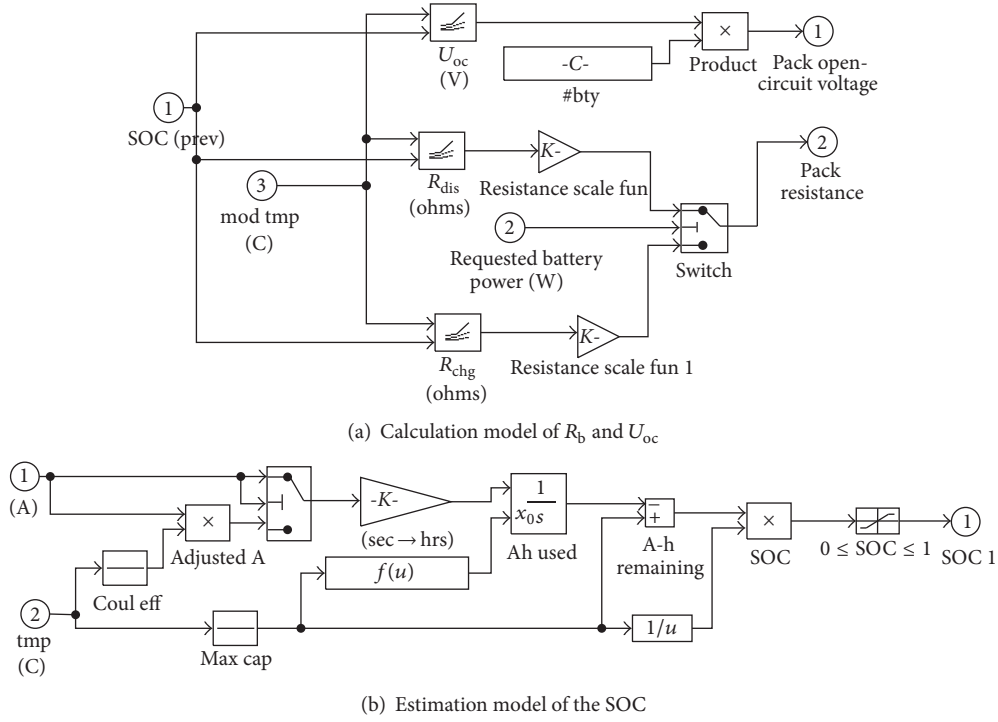 U_oc
(V)
×
Product
1
Pack open-
circuit voltage
-C-
#bty
1
SOC (prev)
3
mod tmp
(C)
R_dis
(ohms)
K-
Resistance scale fun
2
Pack
resistance
2
Requested battery
power (W)
Switch
R_chg
(ohms)
K-
Resistance scale fun 1
(a) Calculation model of R_b and U_oc
1
(A)
×
Adjusted A
-K-
(sec → hrs)
1
x_0 s
Ah used
−
+
A-h
remaining
×
SOC
0 ≤ SOC ≤ 1
1
SOC 1
Coul eff
f(u)
2
tmp
(C)
Max cap
1/u
(b) Estimation model of the SOC